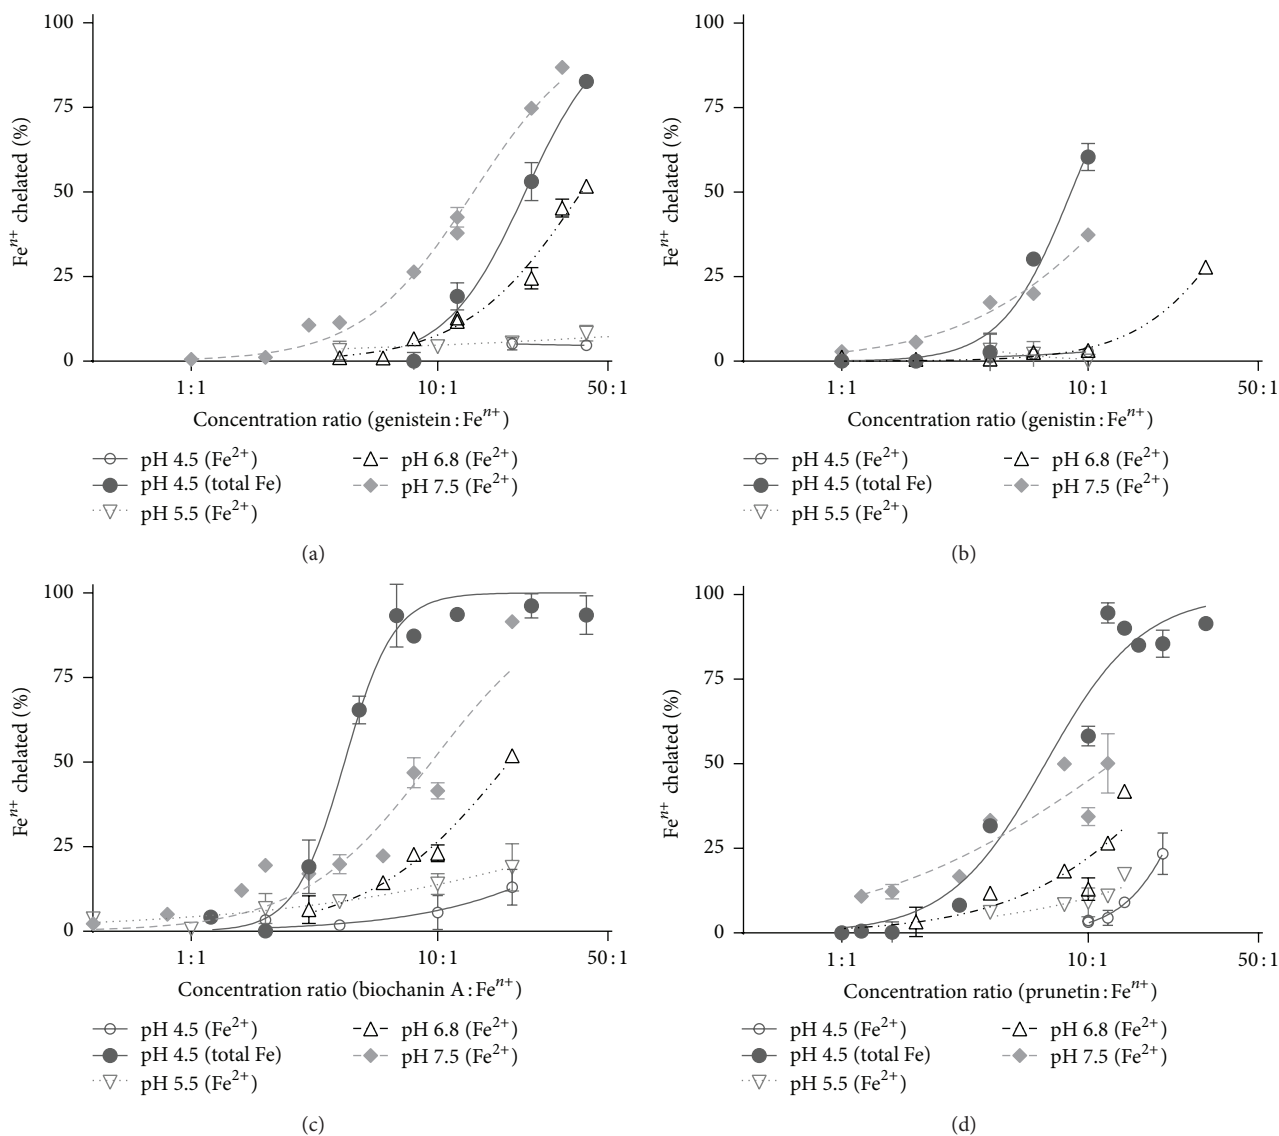 100
75
50
25
0
Fe^{n+} chelated (%)
1:1
10:1
50:1
Concentration ratio (genistein:Fe^{n+})
pH 4.5 (Fe^{2+})
pH 4.5 (total Fe)
pH 5.5 (Fe^{2+})
pH 6.8 (Fe^{2+})
pH 7.5 (Fe^{2+})
(a)
100
75
50
25
0
Fe^{n+} chelated (%)
1:1
10:1
50:1
Concentration ratio (genistin:Fe^{n+})
pH 4.5 (Fe^{2+})
pH 4.5 (total Fe)
pH 5.5 (Fe^{2+})
pH 6.8 (Fe^{2+})
pH 7.5 (Fe^{2+})
(b)
100
75
50
25
0
Fe^{n+} chelated (%)
1:1
10:1
50:1
Concentration ratio (biochanin A:Fe^{n+})
pH 4.5 (Fe^{2+})
pH 4.5 (total Fe)
pH 5.5 (Fe^{2+})
pH 6.8 (Fe^{2+})
pH 7.5 (Fe^{2+})
(c)
100
75
50
25
0
Fe^{n+} chelated (%)
1:1
10:1
50:1
Concentration ratio (prunetin:Fe^{n+})
pH 4.5 (Fe^{2+})
pH 4.5 (total Fe)
pH 5.5 (Fe^{2+})
pH 6.8 (Fe^{2+})
pH 7.5 (Fe^{2+})
(d)